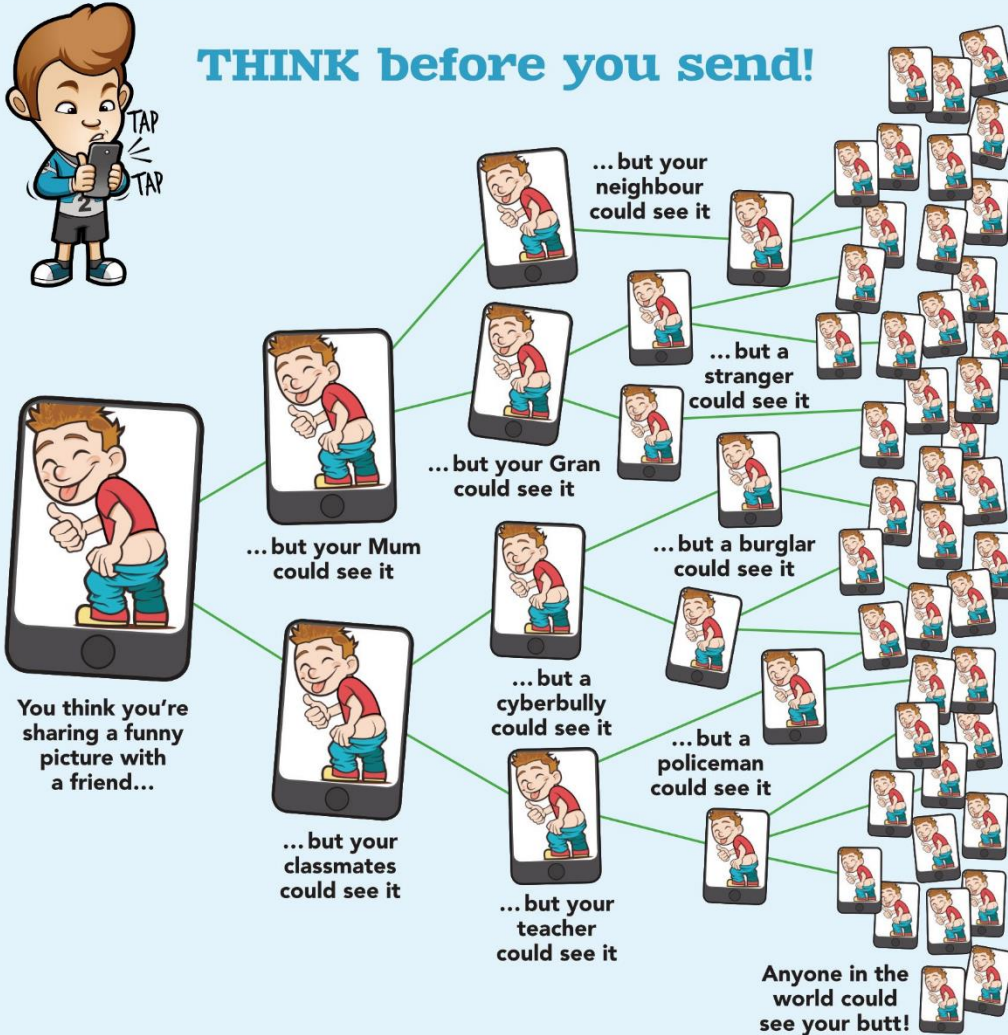 THINK before you send!
TAP
TAP
2
You think you're
sharing a funny
picture with
a friend...
...but your Mum
could see it
...but your
classmates
could see it
...but your
neighbour
could see it
...but your Gran
could see it
...but a
cyberbully
could see it
...but your
teacher
could see it
...but a
stranger
could see it
...but a burglar
could see it
...but a
policeman
could see it
Anyone in the
world could
see your butt!